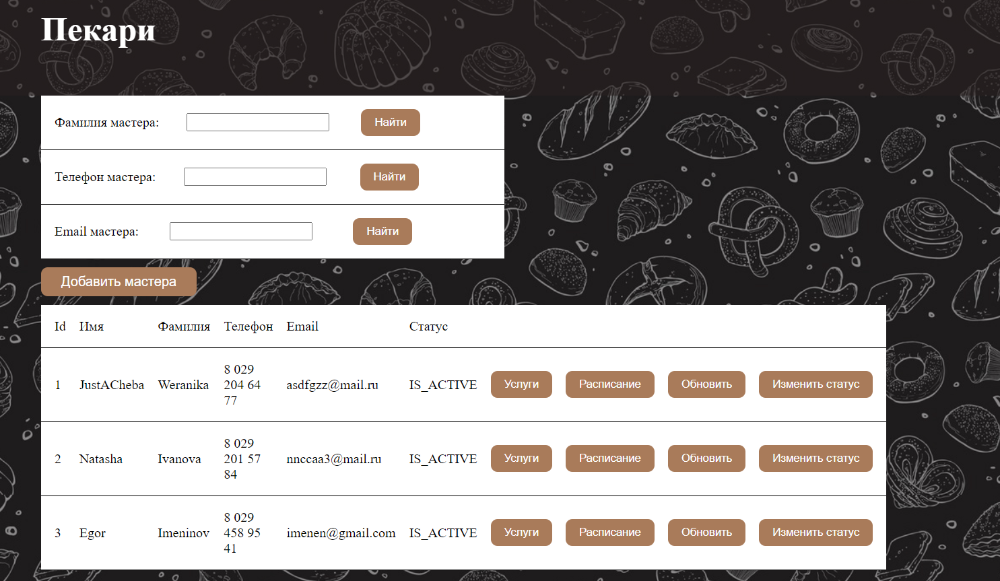 Пекари
Фамилия мастера: Найти
Телефон мастера: Найти
Email мастера: Найти
Добавить мастера
Id Имя Фамилия Телефон Email Статус
1 JustACheba Weranika 8 029 204 64 77 asdfgzz@mail.ru IS_ACTIVE Услуги Расписание Обновить Изменить статус
2 Natasha Ivanova 8 029 201 57 84 nnccaa3@mail.ru IS_ACTIVE Услуги Расписание Обновить Изменить статус
3 Egor Imeninov 8 029 458 95 41 imenen@gmail.com IS_ACTIVE Услуги Расписание Обновить Изменить статус